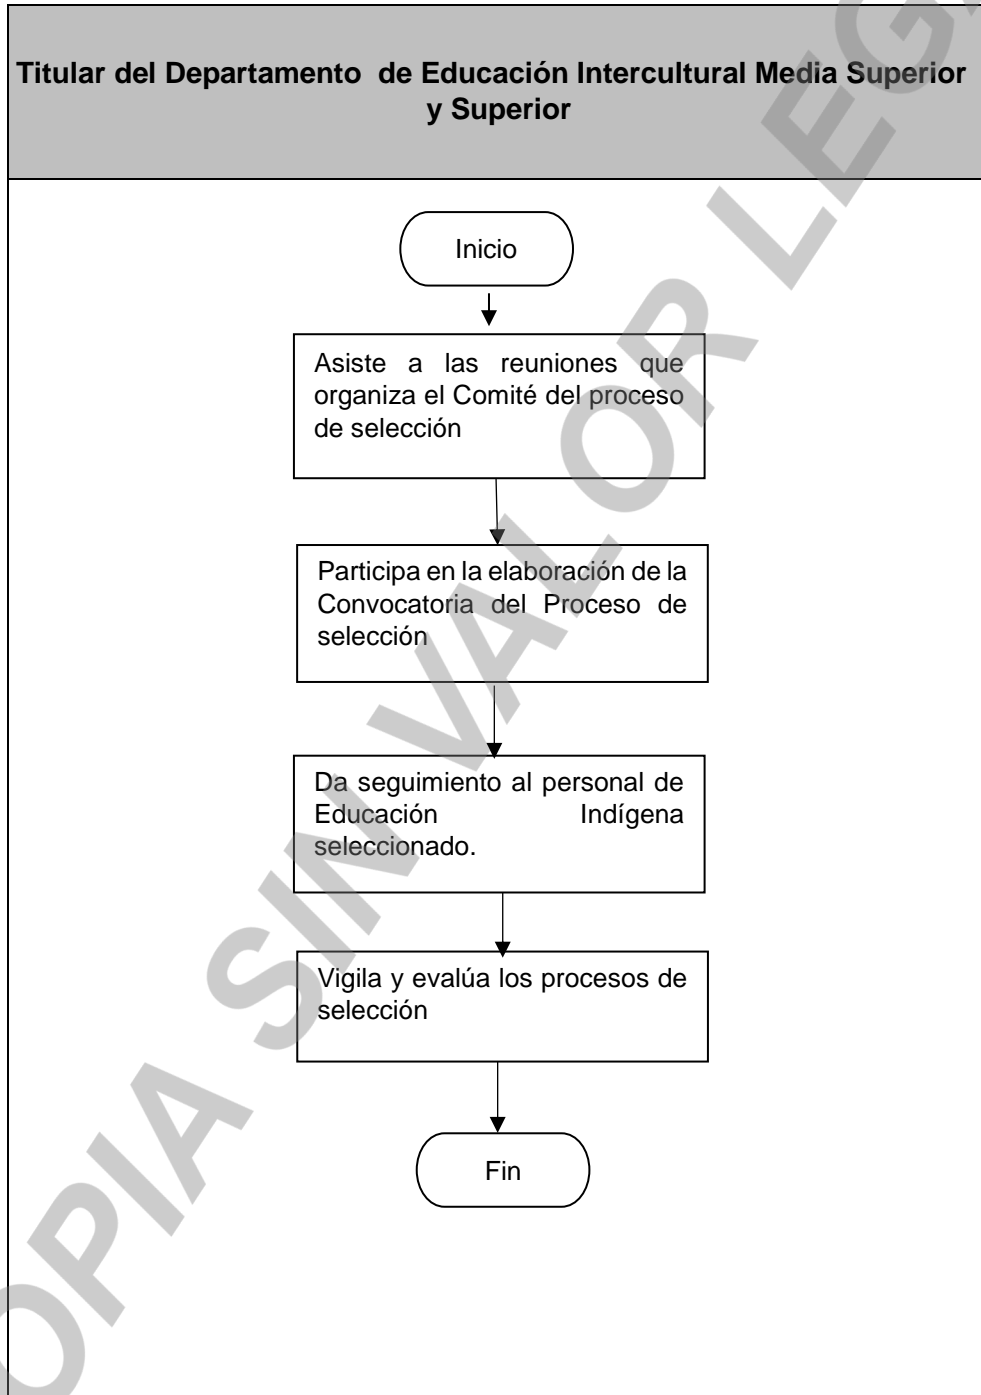 Titular del Departamento de Educación Intercultural Media Superior
y Superior
Inicio
Asiste a las reuniones que
organiza el Comité del proceso
de selección
Participa en la elaboración de la
Convocatoria del Proceso de
selección
Da seguimiento al personal de
Educación Indígena
seleccionado.
Vigila y evalúa los procesos de
selección
Fin
OPIA SIN VALOR LEGA